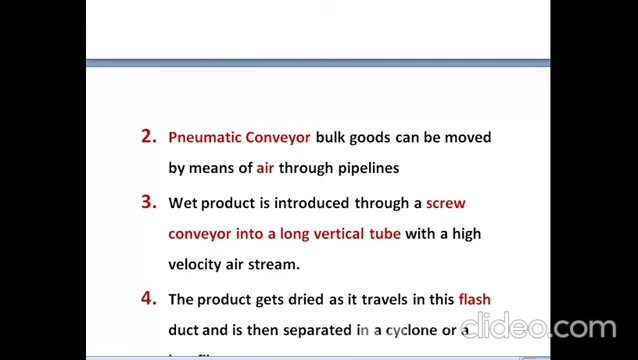 2. Pneumatic Conveyor bulk goods can be moved
by means of air through pipelines
3. Wet product is introduced through a screw
conveyor into a long vertical tube with a high
velocity air stream.
4. The product gets dried as it travels in this flash
duct and is then separated in a cyclone or a
clideo.com